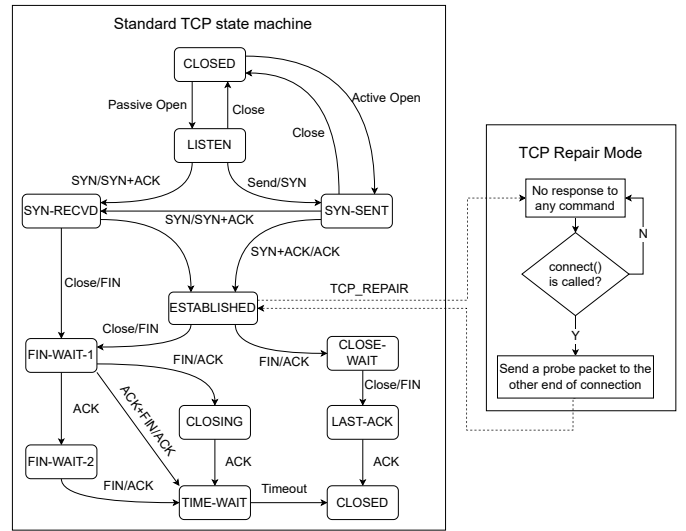 Standard TCP state machine
CLOSED
Passive Open
Close
Active Open
Close
LISTEN
SYN/SYN+ACK
Send/SYN
SYN-RECVD
SYN/SYN+ACK
SYN-SENT
SYN+ACK/ACK
Close/FIN
ESTABLISHED
TCP_REPAIR
Close/FIN
FIN/ACK
FIN-WAIT-1
FIN/ACK
CLOSE-
WAIT
Close/FIN
ACK
ACK+FIN/ACK
CLOSING
LAST-ACK
FIN-WAIT-2
ACK
ACK
FIN/ACK
TIME-WAIT
Timeout
CLOSED
TCP Repair Mode
No response to
any command
N
connect()
is called?
Y
Send a probe packet to the
other end of connection